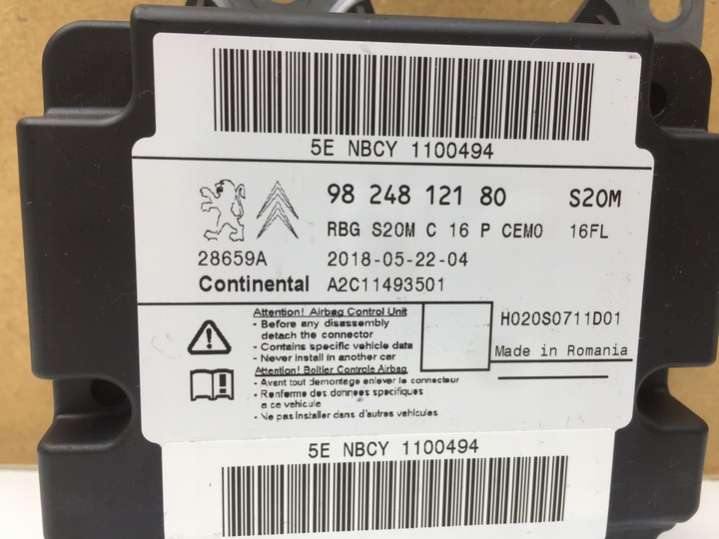 5E NBCY 1100494
98 248 121 80 S20M
RBG S20M C 16 P CEMO 16FL
28659A 2018-05-22-04
Continental A2C11493501
Attention! Airbag Control Unit
- Before any disassembly
detach the connector
- Contains specific vehicle data
- Never install in another car
Attention! Boîtier Controle Airbag
- Avant tout demontage enlever le connecteur
- Renferme des donnees specifiques
a ce vehicule
- Ne pas installer dans d'autres vehicules
H020S0711D01
Made in Romania
5E NBCY 1100494